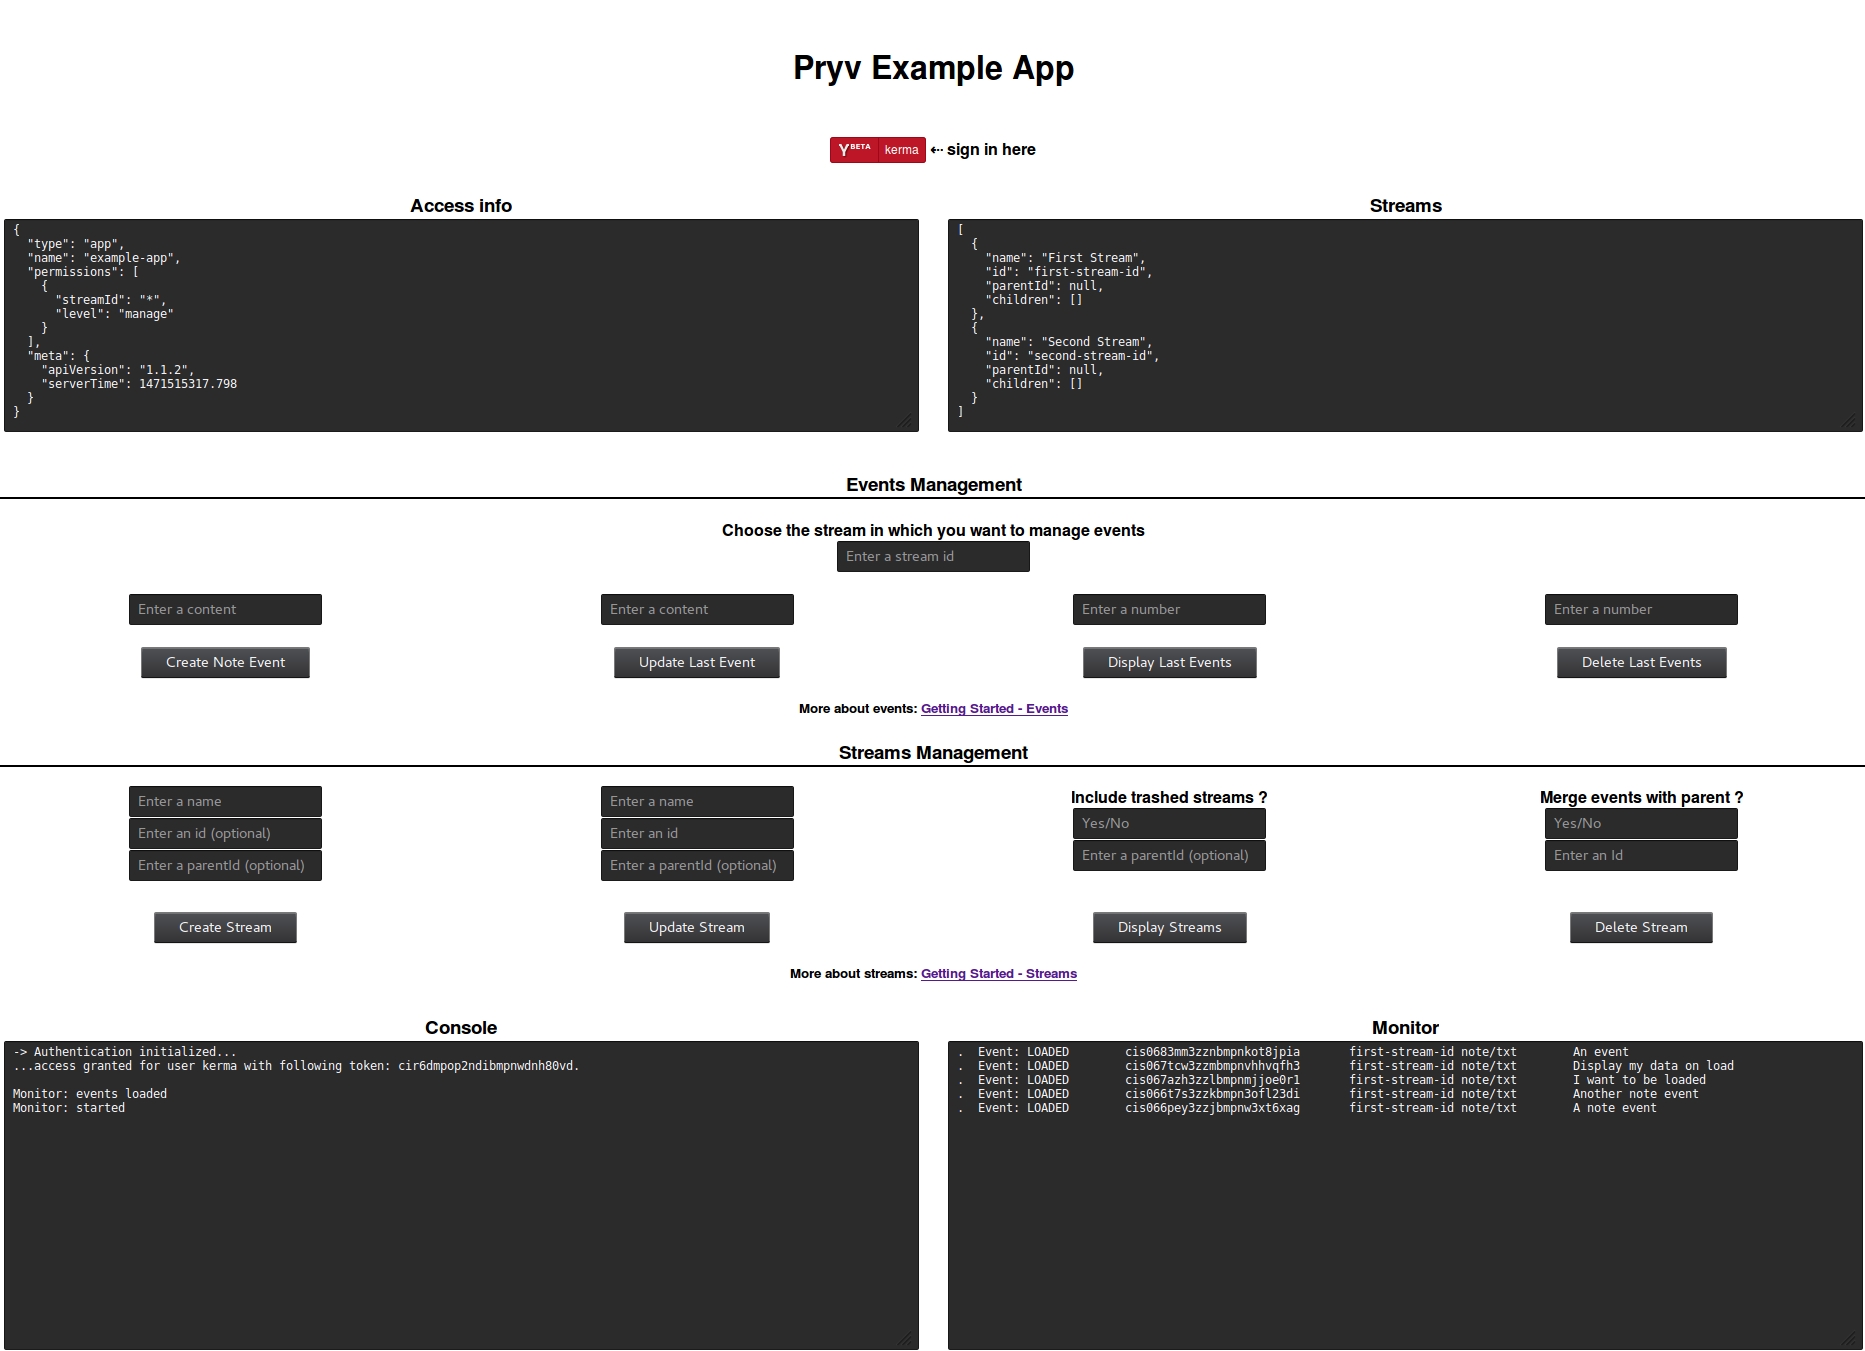 Pryv Example App
Y BETA kerma ⇠ sign in here
Access info
{
  "type": "app",
  "name": "example-app",
  "permissions": [
    {
      "streamId": "*",
      "level": "manage"
    }
  ],
  "meta": {
    "apiVersion": "1.1.2",
    "serverTime": 1471515317.798
  }
}
Streams
[
  {
    "name": "First Stream",
    "id": "first-stream-id",
    "parentId": null,
    "children": []
  },
  {
    "name": "Second Stream",
    "id": "second-stream-id",
    "parentId": null,
    "children": []
  }
]
Events Management
Choose the stream in which you want to manage events
Enter a stream id
Enter a content
Enter a content
Enter a number
Enter a number
Create Note Event
Update Last Event
Display Last Events
Delete Last Events
More about events: Getting Started - Events
Streams Management
Enter a name
Enter an id (optional)
Enter a parentId (optional)
Create Stream
Enter a name
Enter an id
Enter a parentId (optional)
Update Stream
Include trashed streams ?
Yes/No
Enter a parentId (optional)
Display Streams
Merge events with parent ?
Yes/No
Enter an Id
Delete Stream
More about streams: Getting Started - Streams
Console
-> Authentication initialized...
...access granted for user kerma with following token: cir6dmpop2ndibmpnwdnh80vd.
Monitor: events loaded
Monitor: started
Monitor
. Event: LOADED cis0683mm3zznbmpnkot8jpia first-stream-id note/txt An event
. Event: LOADED cis067tcw3zzmbmpnvhhvqfh3 first-stream-id note/txt Display my data on load
. Event: LOADED cis067azh3zzlbmpnmjjoe0r1 first-stream-id note/txt I want to be loaded
. Event: LOADED cis066t7s3zzkbmpn3ofl23di first-stream-id note/txt Another note event
. Event: LOADED cis066pey3zzjbmpnw3xt6xag first-stream-id note/txt A note event